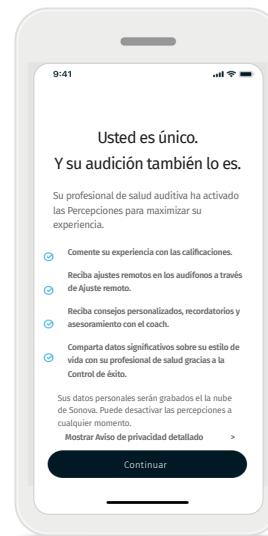 9:41
Usted es único.
Y su audición también lo es.
Su profesional de salud auditiva ha activado
las Percepciones para maximizar su
experiencia.
Comente su experiencia con las calificaciones.
Reciba ajustes remotos en los audífonos a través
de Ajuste remoto.
Reciba consejos personalizados, recordatorios y
asesoramiento con el coach.
Comparta datos significativos sobre su estilo de
vida con su profesional de salud gracias a la
Control de éxito.
Sus datos personales serán grabados el la nube
de Sonova. Puede desactivar las percepciones a
cualquier momento.
Mostrar Aviso de privacidad detallado >
Continuar